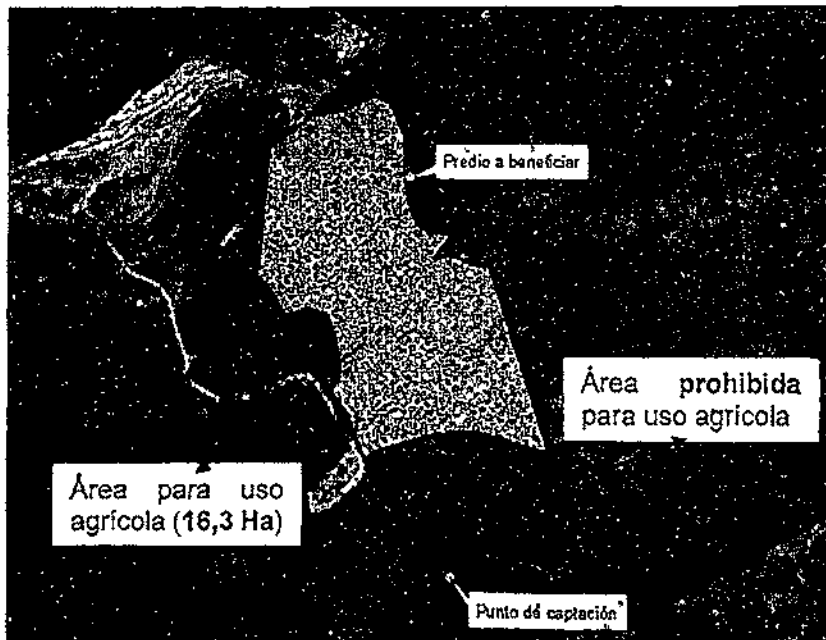 Predio a beneficiar
Área prohibida
para uso agrícola
Área para uso
agrícola (16,3 Ha)
Punto de captación